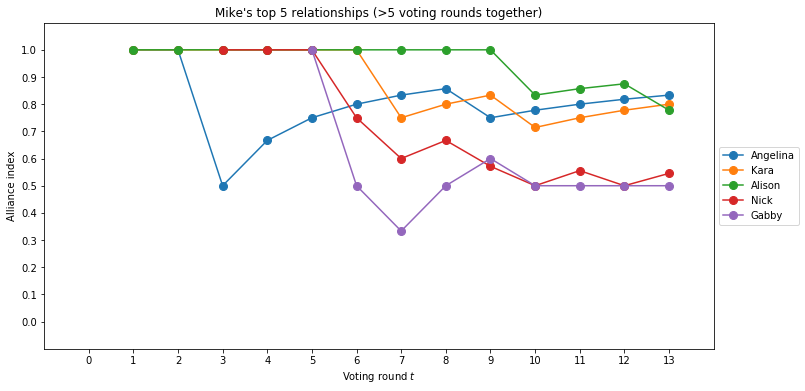 Mike's top 5 relationships (>5 voting rounds together)
Alliance index
1.0
0.9
0.8
0.7
0.6
0.5
0.4
0.3
0.2
0.1
0.0
0 1 2 3 4 5 6 7 8 9 10 11 12 13
Voting round t
Angelina
Kara
Alison
Nick
Gabby